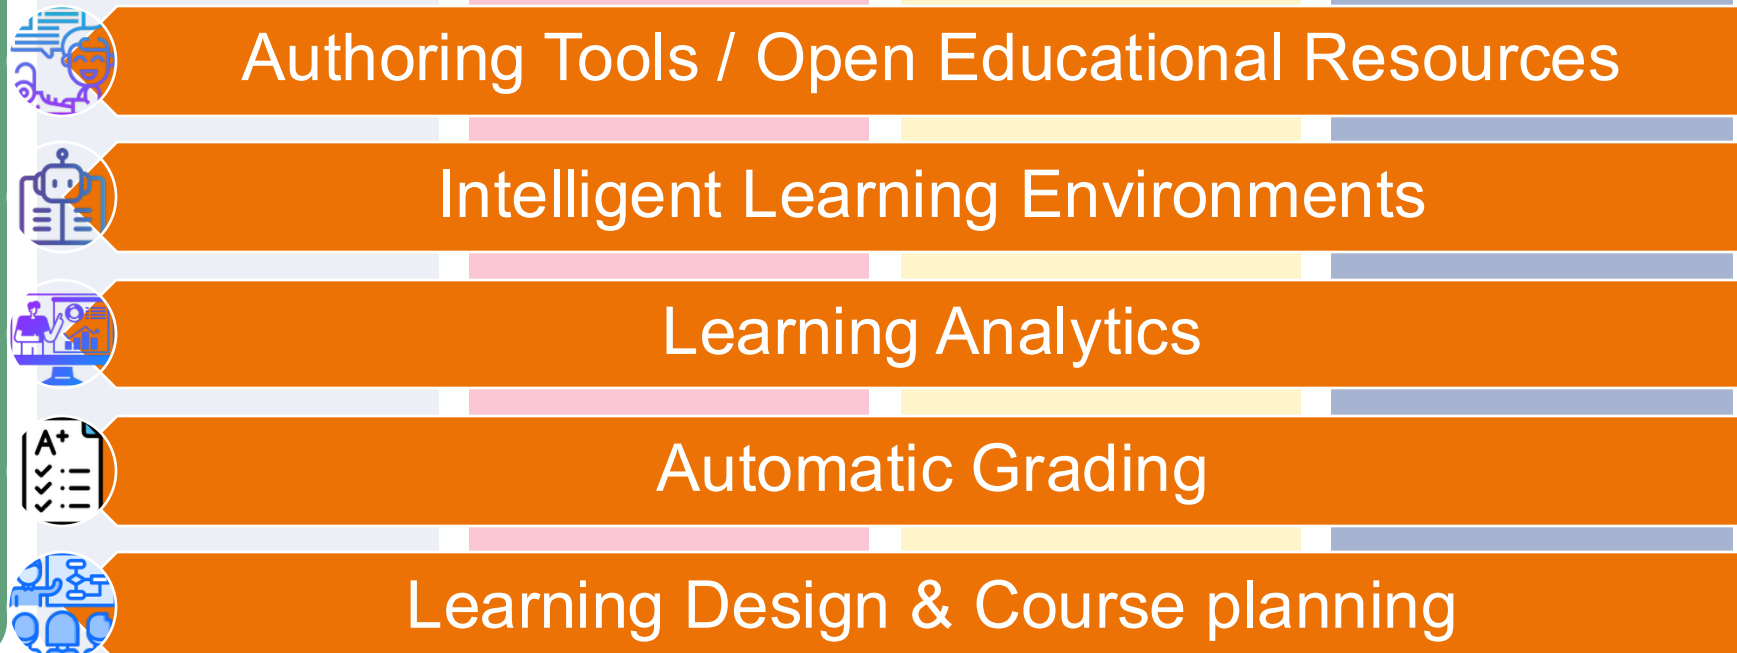 Authoring Tools / Open Educational Resources
Intelligent Learning Environments
Learning Analytics
A+
Automatic Grading
Learning Design & Course planning